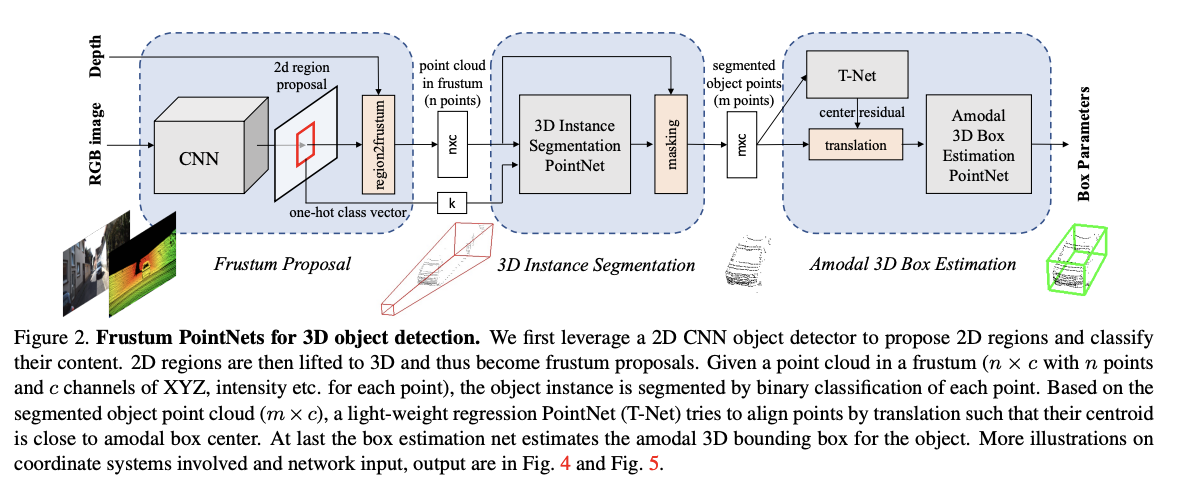 Depth
RGB image
CNN
2d region
proposal
region2frustum
one-hot class vector
point cloud
in frustum
(n points)
nxc
k
3D Instance
Segmentation
PointNet
masking
segmented
object points
(m points)
mxc
T-Net
center residual
translation
Amodal
3D Box
Estimation
PointNet
Box Parameters
Frustum Proposal
3D Instance Segmentation
Amodal 3D Box Estimation
Figure 2. Frustum PointNets for 3D object detection. We first leverage a 2D CNN object detector to propose 2D regions and classify
their content. 2D regions are then lifted to 3D and thus become frustum proposals. Given a point cloud in a frustum (n × c with n points
and c channels of XYZ, intensity etc. for each point), the object instance is segmented by binary classification of each point. Based on the
segmented object point cloud (m × c), a light-weight regression PointNet (T-Net) tries to align points by translation such that their centroid
is close to amodal box center. At last the box estimation net estimates the amodal 3D bounding box for the object. More illustrations on
coordinate systems involved and network input, output are in Fig. 4 and Fig. 5.